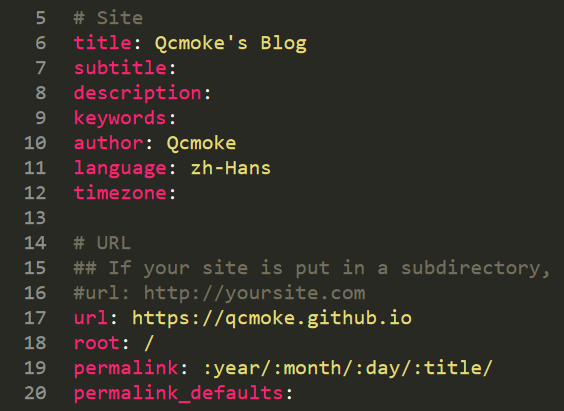 5 # Site
6 title: Qcmoke's Blog
7 subtitle:
8 description:
9 keywords:
10 author: Qcmoke
11 language: zh-Hans
12 timezone:
13
14 # URL
15 ## If your site is put in a subdirectory,
16 #url: http://yoursite.com
17 url: https://qcmoke.github.io
18 root: /
19 permalink: :year/:month/:day/:title/
20 permalink_defaults: